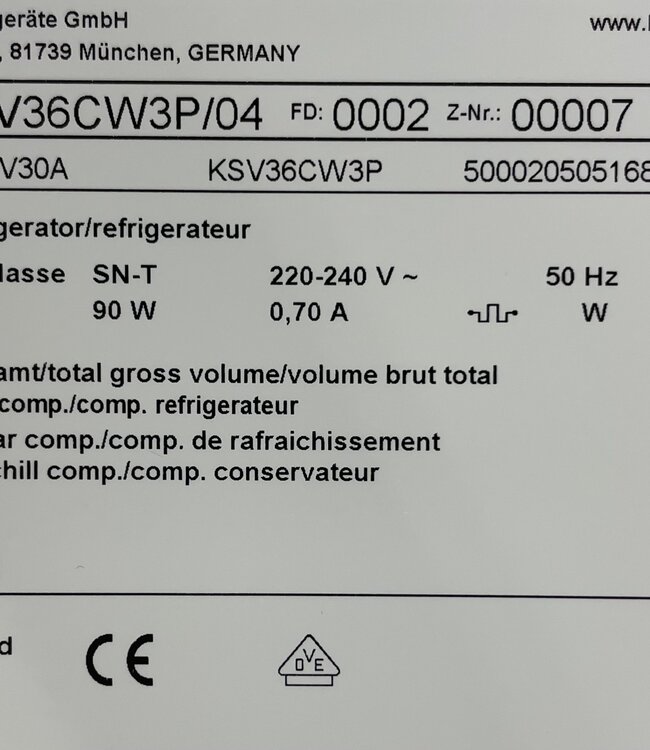 geräte GmbH www.
, 81739 München, GERMANY
V36CW3P/04 FD: 0002 Z-Nr.: 00007
V30A KSV36CW3P 500020505168
gerator/refrigerateur
lasse SN-T 220-240 V ~ 50 Hz
90 W 0,70 A W
amt/total gross volume/volume brut total
comp./comp. refrigerateur
ar comp./comp. de rafraichissement
chill comp./comp. conservateur
d CE
DVE